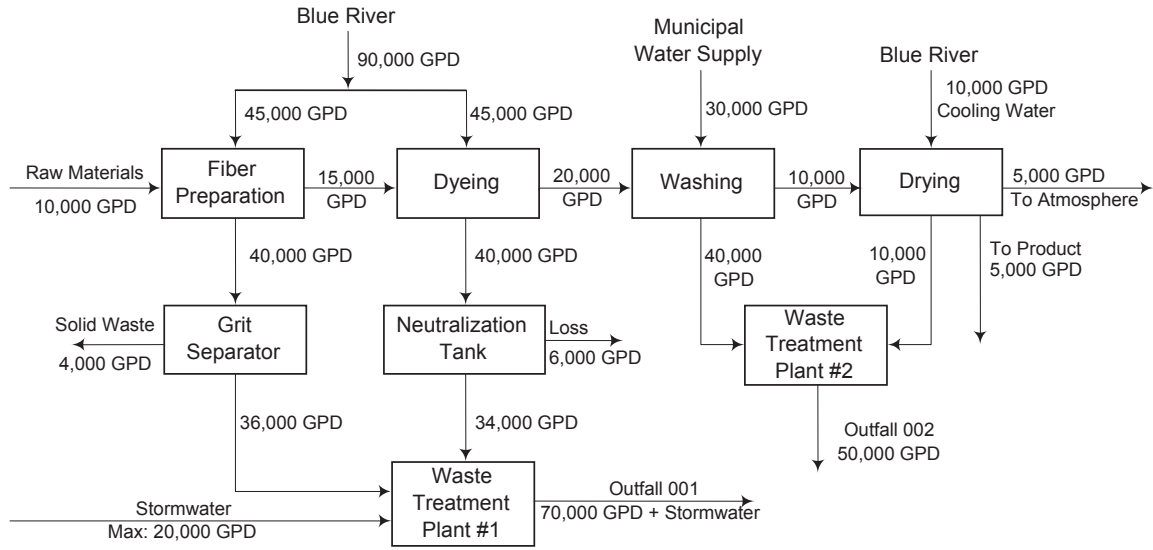 Blue River
90,000 GPD
45,000 GPD
45,000 GPD
Municipal
Water Supply
30,000 GPD
Blue River
10,000 GPD
Cooling Water
Raw Materials
10,000 GPD
Fiber
Preparation
15,000
GPD
Dyeing
20,000
GPD
Washing
10,000
GPD
Drying
5,000 GPD
To Atmosphere
40,000 GPD
40,000 GPD
40,000
GPD
10,000
GPD
To Product
5,000 GPD
Solid Waste
4,000 GPD
Grit
Separator
Neutralization
Tank
Loss
6,000 GPD
Waste
Treatment
Plant #2
36,000 GPD
34,000 GPD
Outfall 002
50,000 GPD
Stormwater
Max: 20,000 GPD
Waste
Treatment
Plant #1
Outfall 001
70,000 GPD + Stormwater